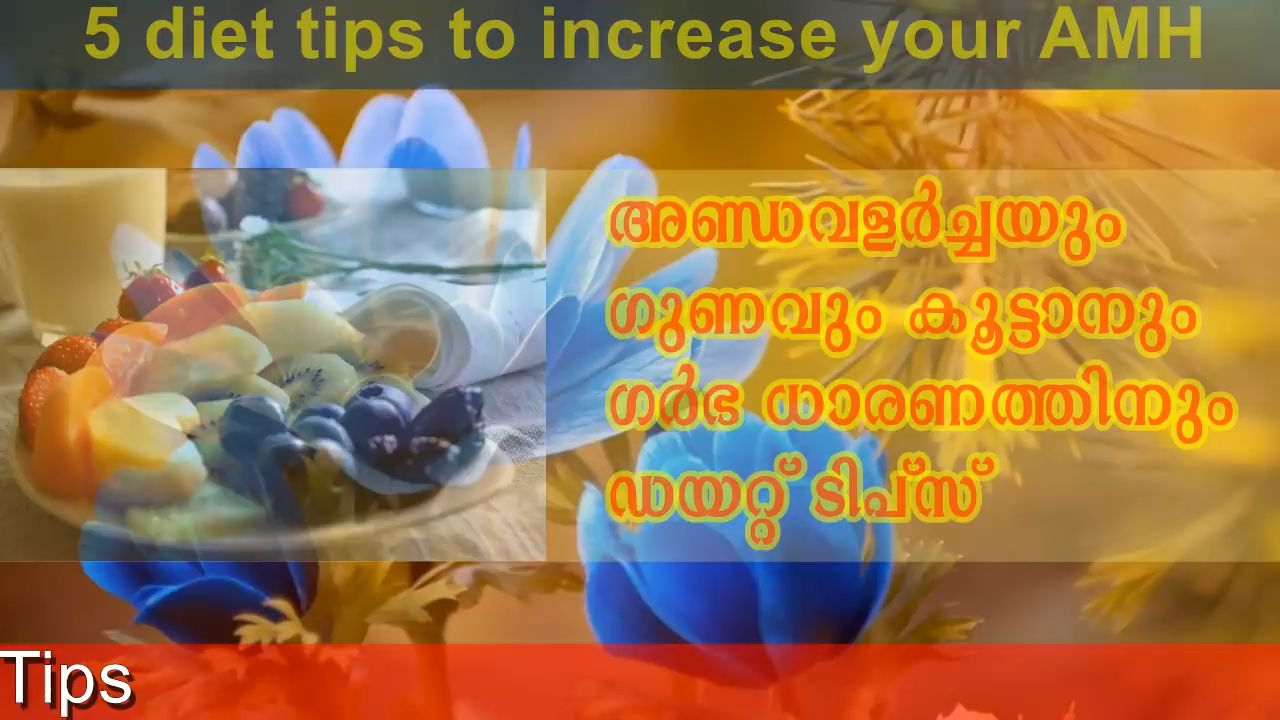 5 diet tips to increase your AMH
അണ്ഡവളർച്ചയും
ഗുണവും കൂട്ടാനും
ഗർഭ ധാരണത്തിനും
ഡയറ്റ് ടിപ്സ്
Tips